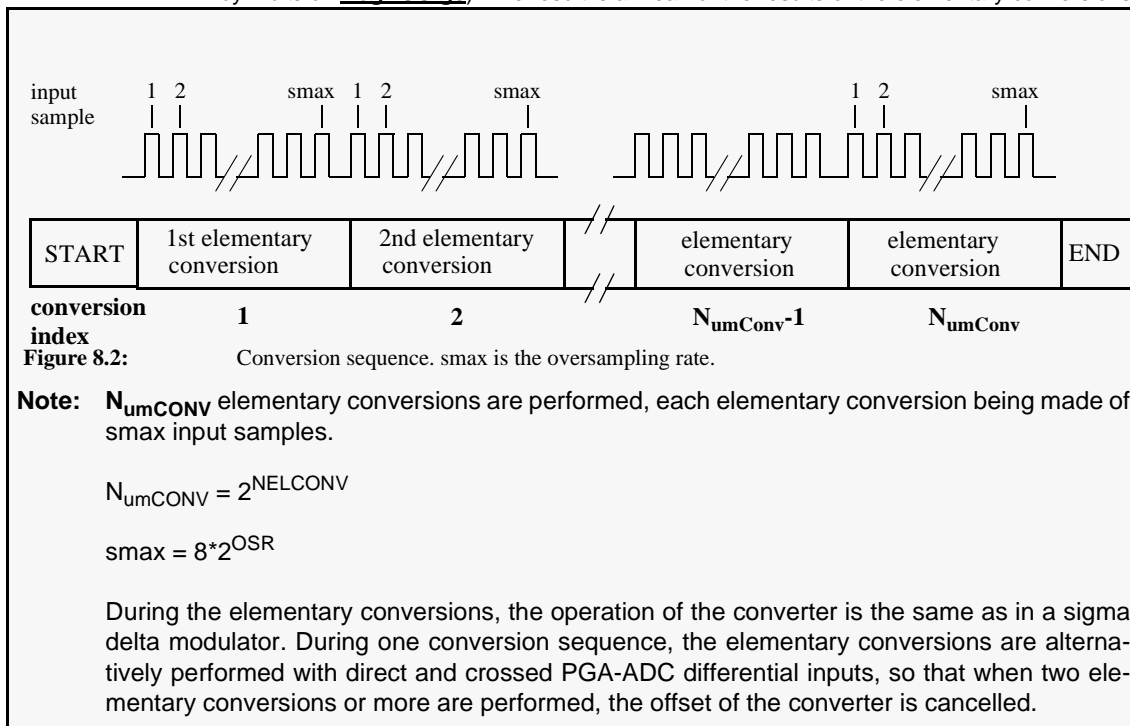 input sample
1 2 smax 1 2 smax 1 2 smax
START 1st elementary conversion 2nd elementary conversion elementary conversion elementary conversion END
conversion index 1 2 NumConv-1 NumConv
Figure 8.2: Conversion sequence. smax is the oversampling rate.
Note: NumCONV elementary conversions are performed, each elementary conversion being made of
smax input samples.
NumCONV = 2^NELCONV
smax = 8*2^OSR
During the elementary conversions, the operation of the converter is the same as in a sigma
delta modulator. During one conversion sequence, the elementary conversions are alterna-
tively performed with direct and crossed PGA-ADC differential inputs, so that when two ele-
mentary conversions or more are performed, the offset of the converter is cancelled.